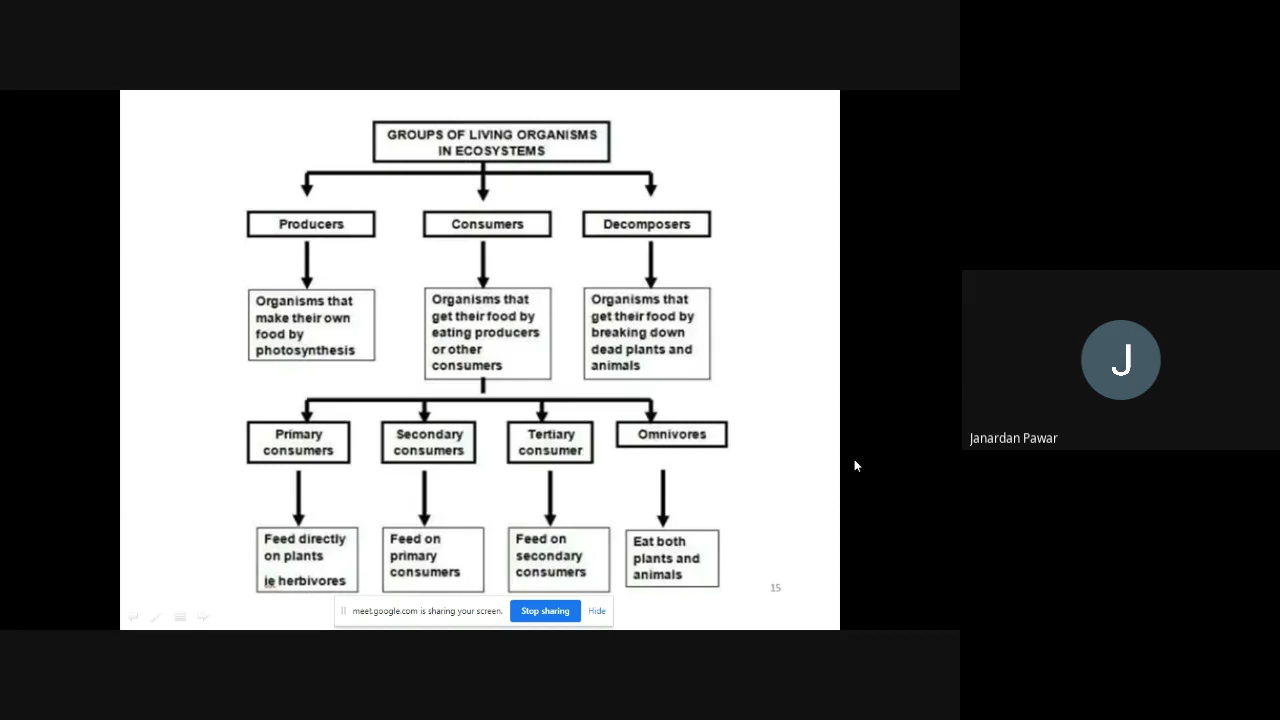 GROUPS OF LIVING ORGANISMS
IN ECOSYSTEMS
Producers
Consumers
Decomposers
Organisms that
make their own
food by
photosynthesis
Organisms that
get their food by
eating producers
or other
consumers
Organisms that
get their food by
breaking down
dead plants and
animals
Primary
consumers
Secondary
consumers
Tertiary
consumer
Omnivores
Feed directly
on plants
ie herbivores
Feed on
primary
consumers
Feed on
secondary
consumers
Eat both
plants and
animals
15
meet.google.com is sharing your screen.
Stop sharing
Hide
J
Janardan Pawar